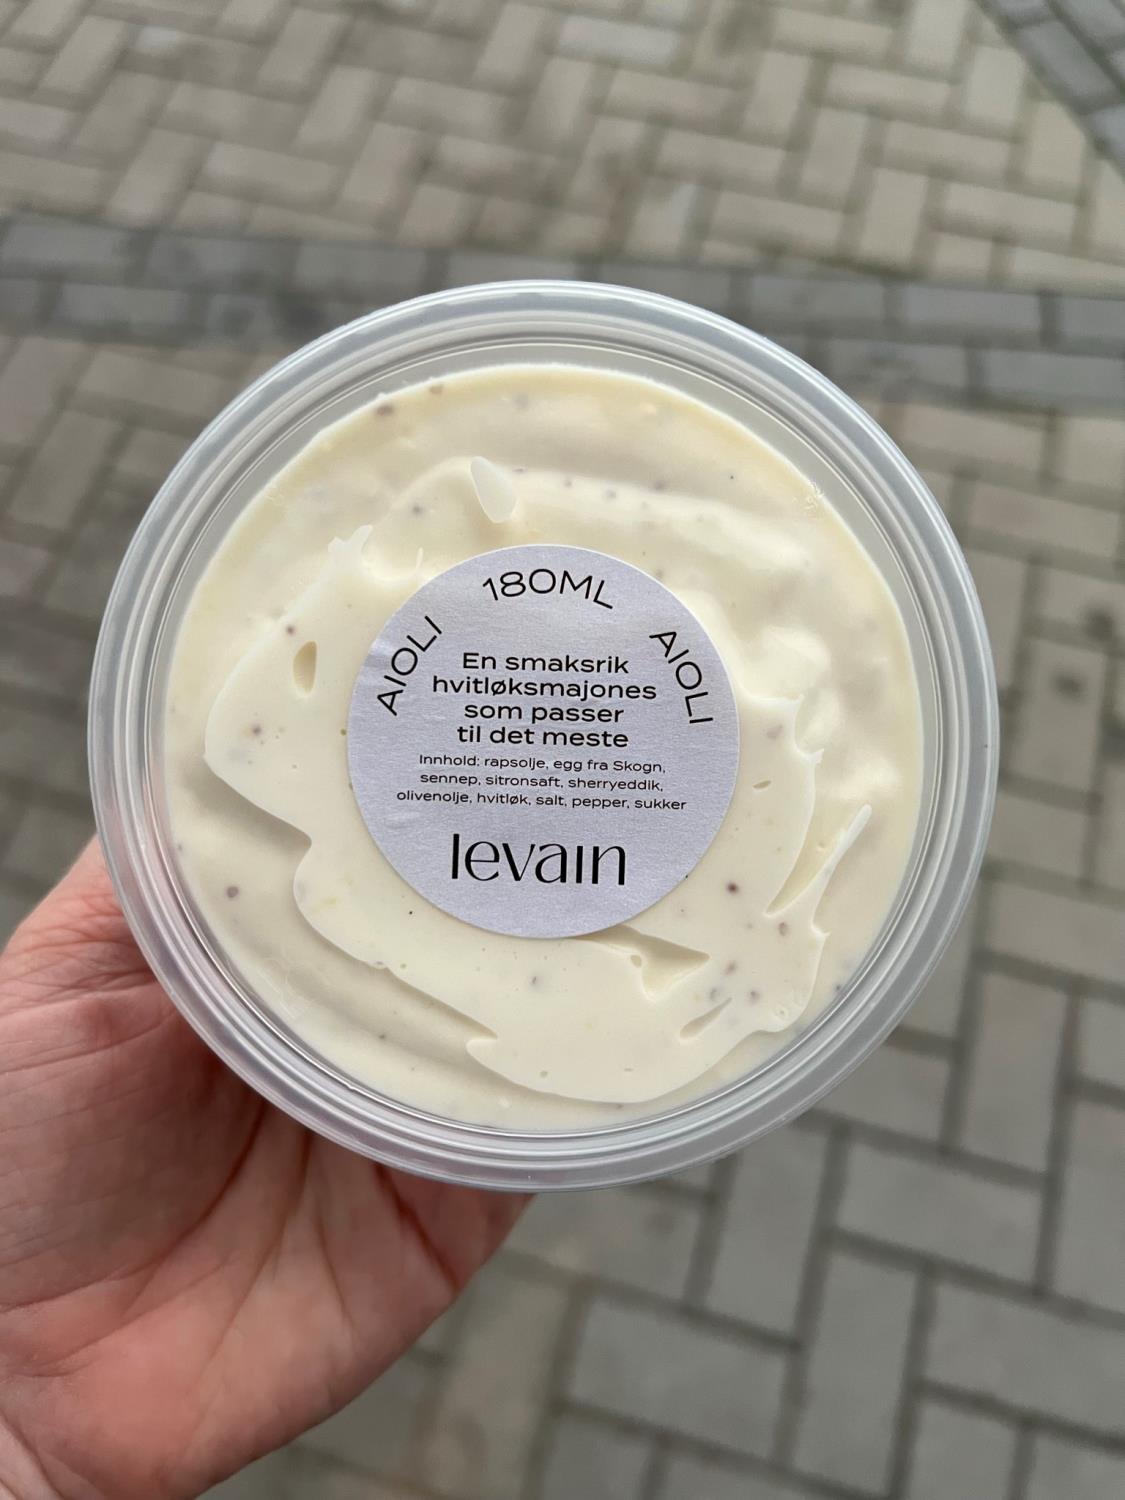 180ML
AIOLI
AIOLI
En smaksrik
hvitløksmajones
som passer
til det meste
Innhold: rapsolje, egg fra Skogn,
sennep, sitronsaft, sherryeddik,
olivenolje, hvitløk, salt, pepper, sukker
levain